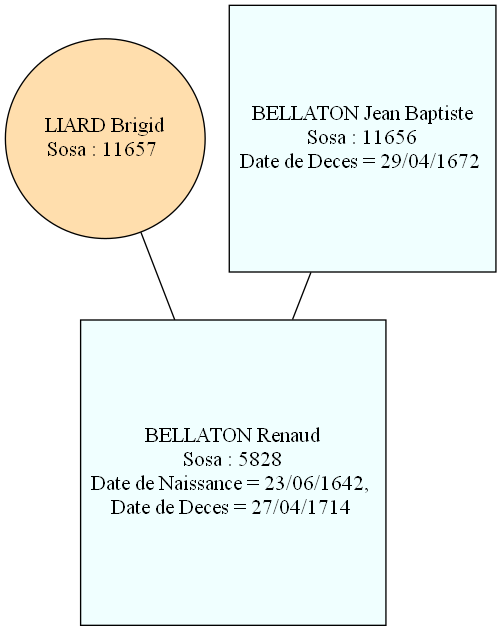 LIARD Brigid
Sosa : 11657
BELLATON Jean Baptiste
Sosa : 11656
Date de Deces = 29/04/1672
BELLATON Renaud
Sosa : 5828
Date de Naissance = 23/06/1642,
Date de Deces = 27/04/1714